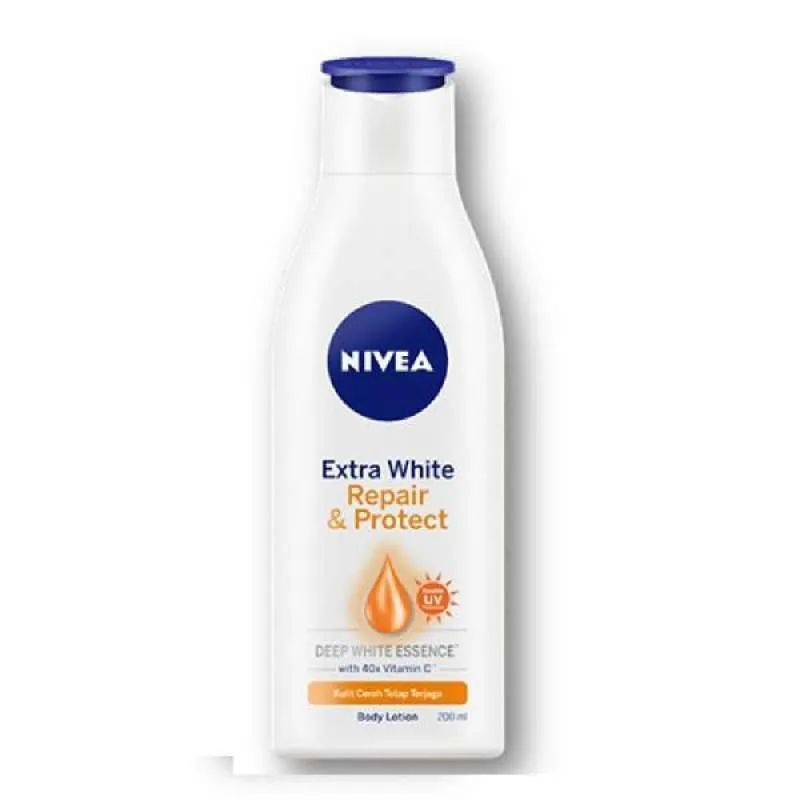 NIVEA
Extra White
Repair
& Protect
UV
DEEP WHITE ESSENCE™
with 40x Vitamin C
Kulit Cerah Tetap Terjaga
Body Lotion 200 ml